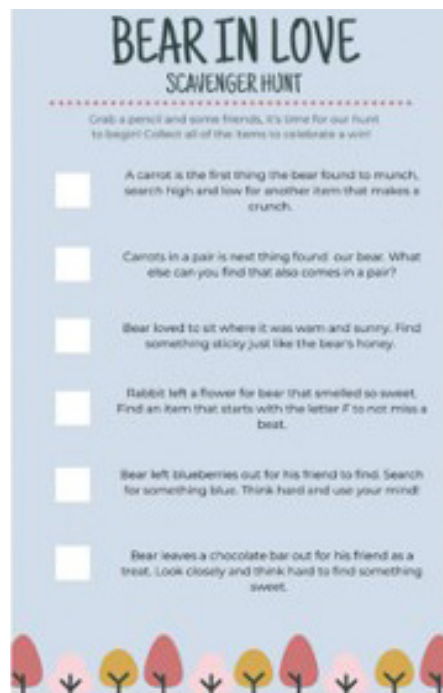 BEAR IN LOVE
SCAVENGER HUNT
Grab a pencil and some friends, it's time for our hunt
to begin! Collect all of the items to celebrate a win!
A carrot is the first thing the bear found to munch,
search high and low for another item that makes a
crunch.
Carrots in a pair is next thing found our bear. What
else can you find that also comes in a pair?
Bear loved to sit where it was warm and sunny. Find
something sticky just like the bear's honey.
Rabbit left a flower for bear that smelled so sweet.
Find an item that starts with the letter F to not miss a
beat.
Bear left blueberries out for his friend to find. Search
for something blue. Think hard and use your mind!
Bear leaves a chocolate bar out for his friend as a
treat. Look closely and think hard to find something
sweet.